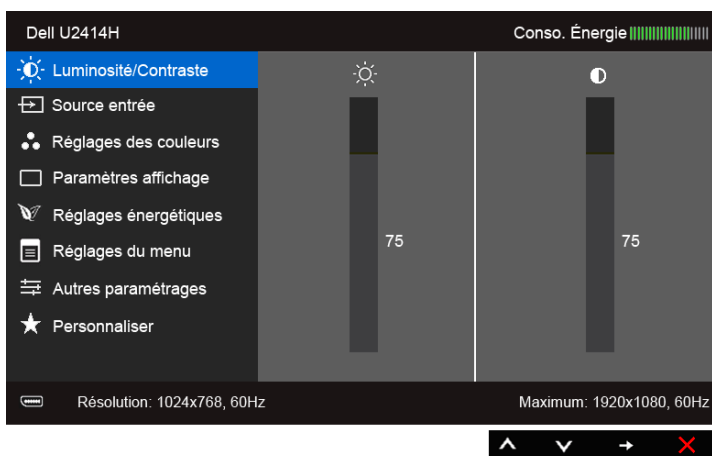 Dell U2414H
Conso. Énergie
Luminosité/Contraste
Source entrée
Réglages des couleurs
Paramètres affichage
Réglages énergétiques
Réglages du menu
Autres paramétrages
Personnaliser
75
75
Résolution: 1024x768, 60Hz
Maximum: 1920x1080, 60Hz